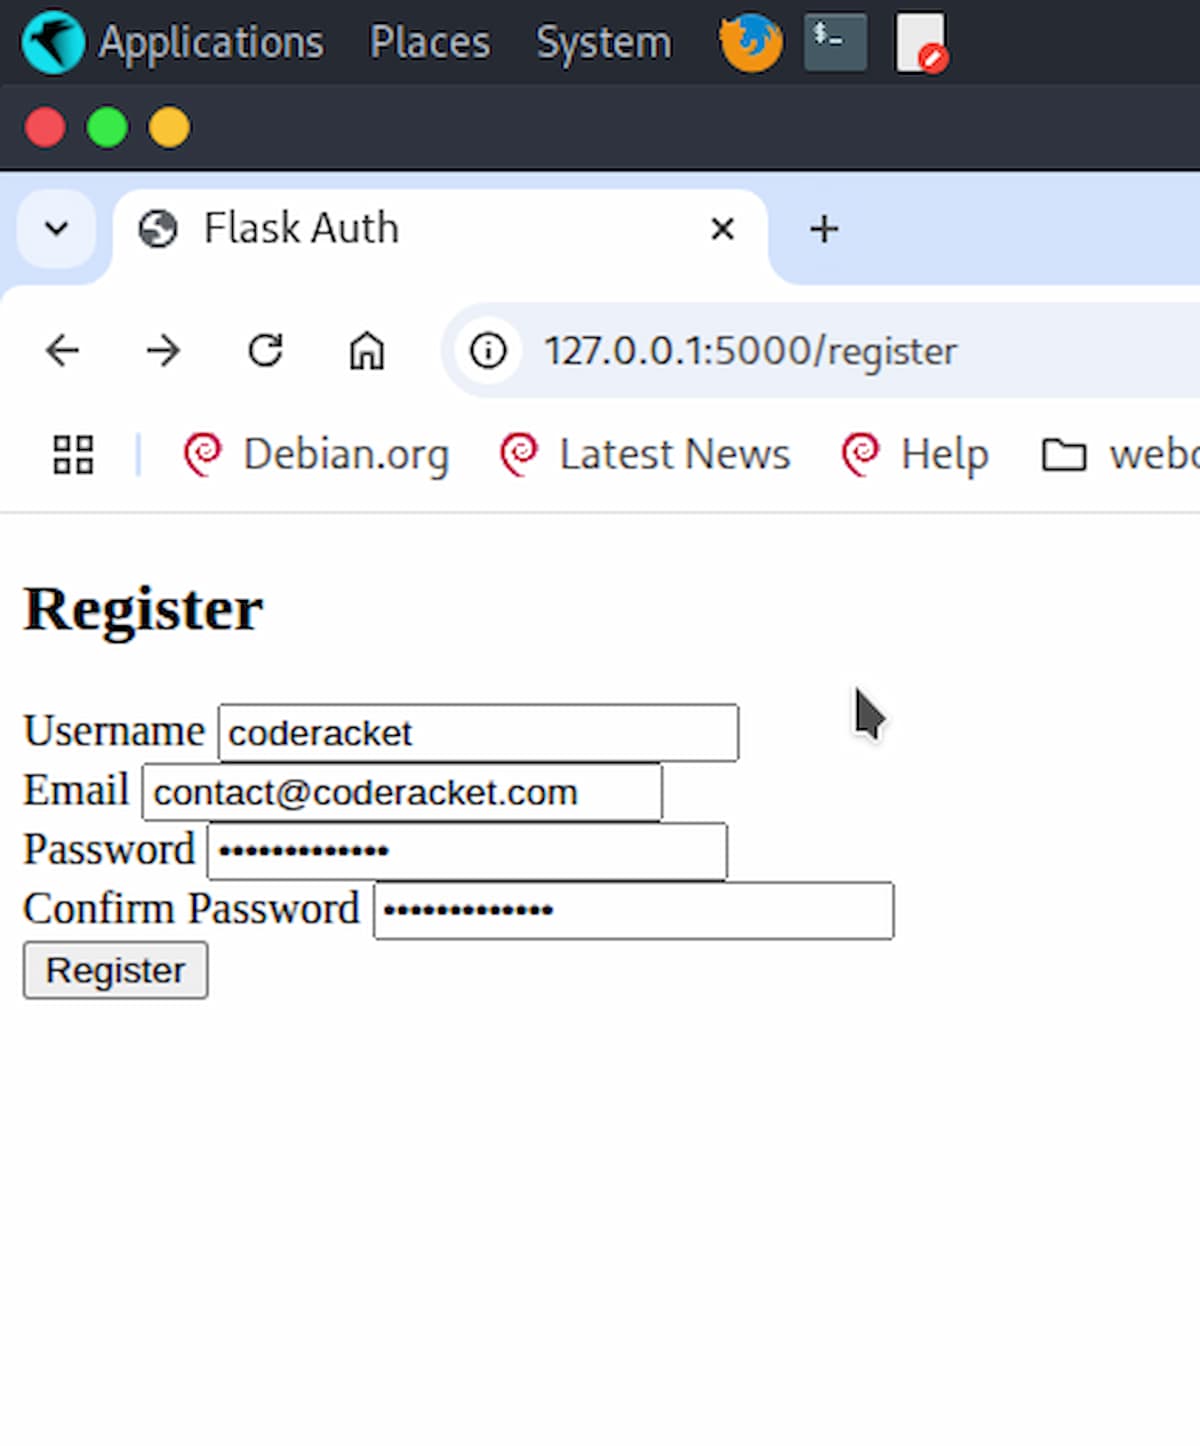 Applications Places System $_
Flask Auth
127.0.0.1:5000/register
Debian.org Latest News Help
Register
Username coderacket
Email contact@coderacket.com
Password •••••••••••••
Confirm Password •••••••••••••
Register